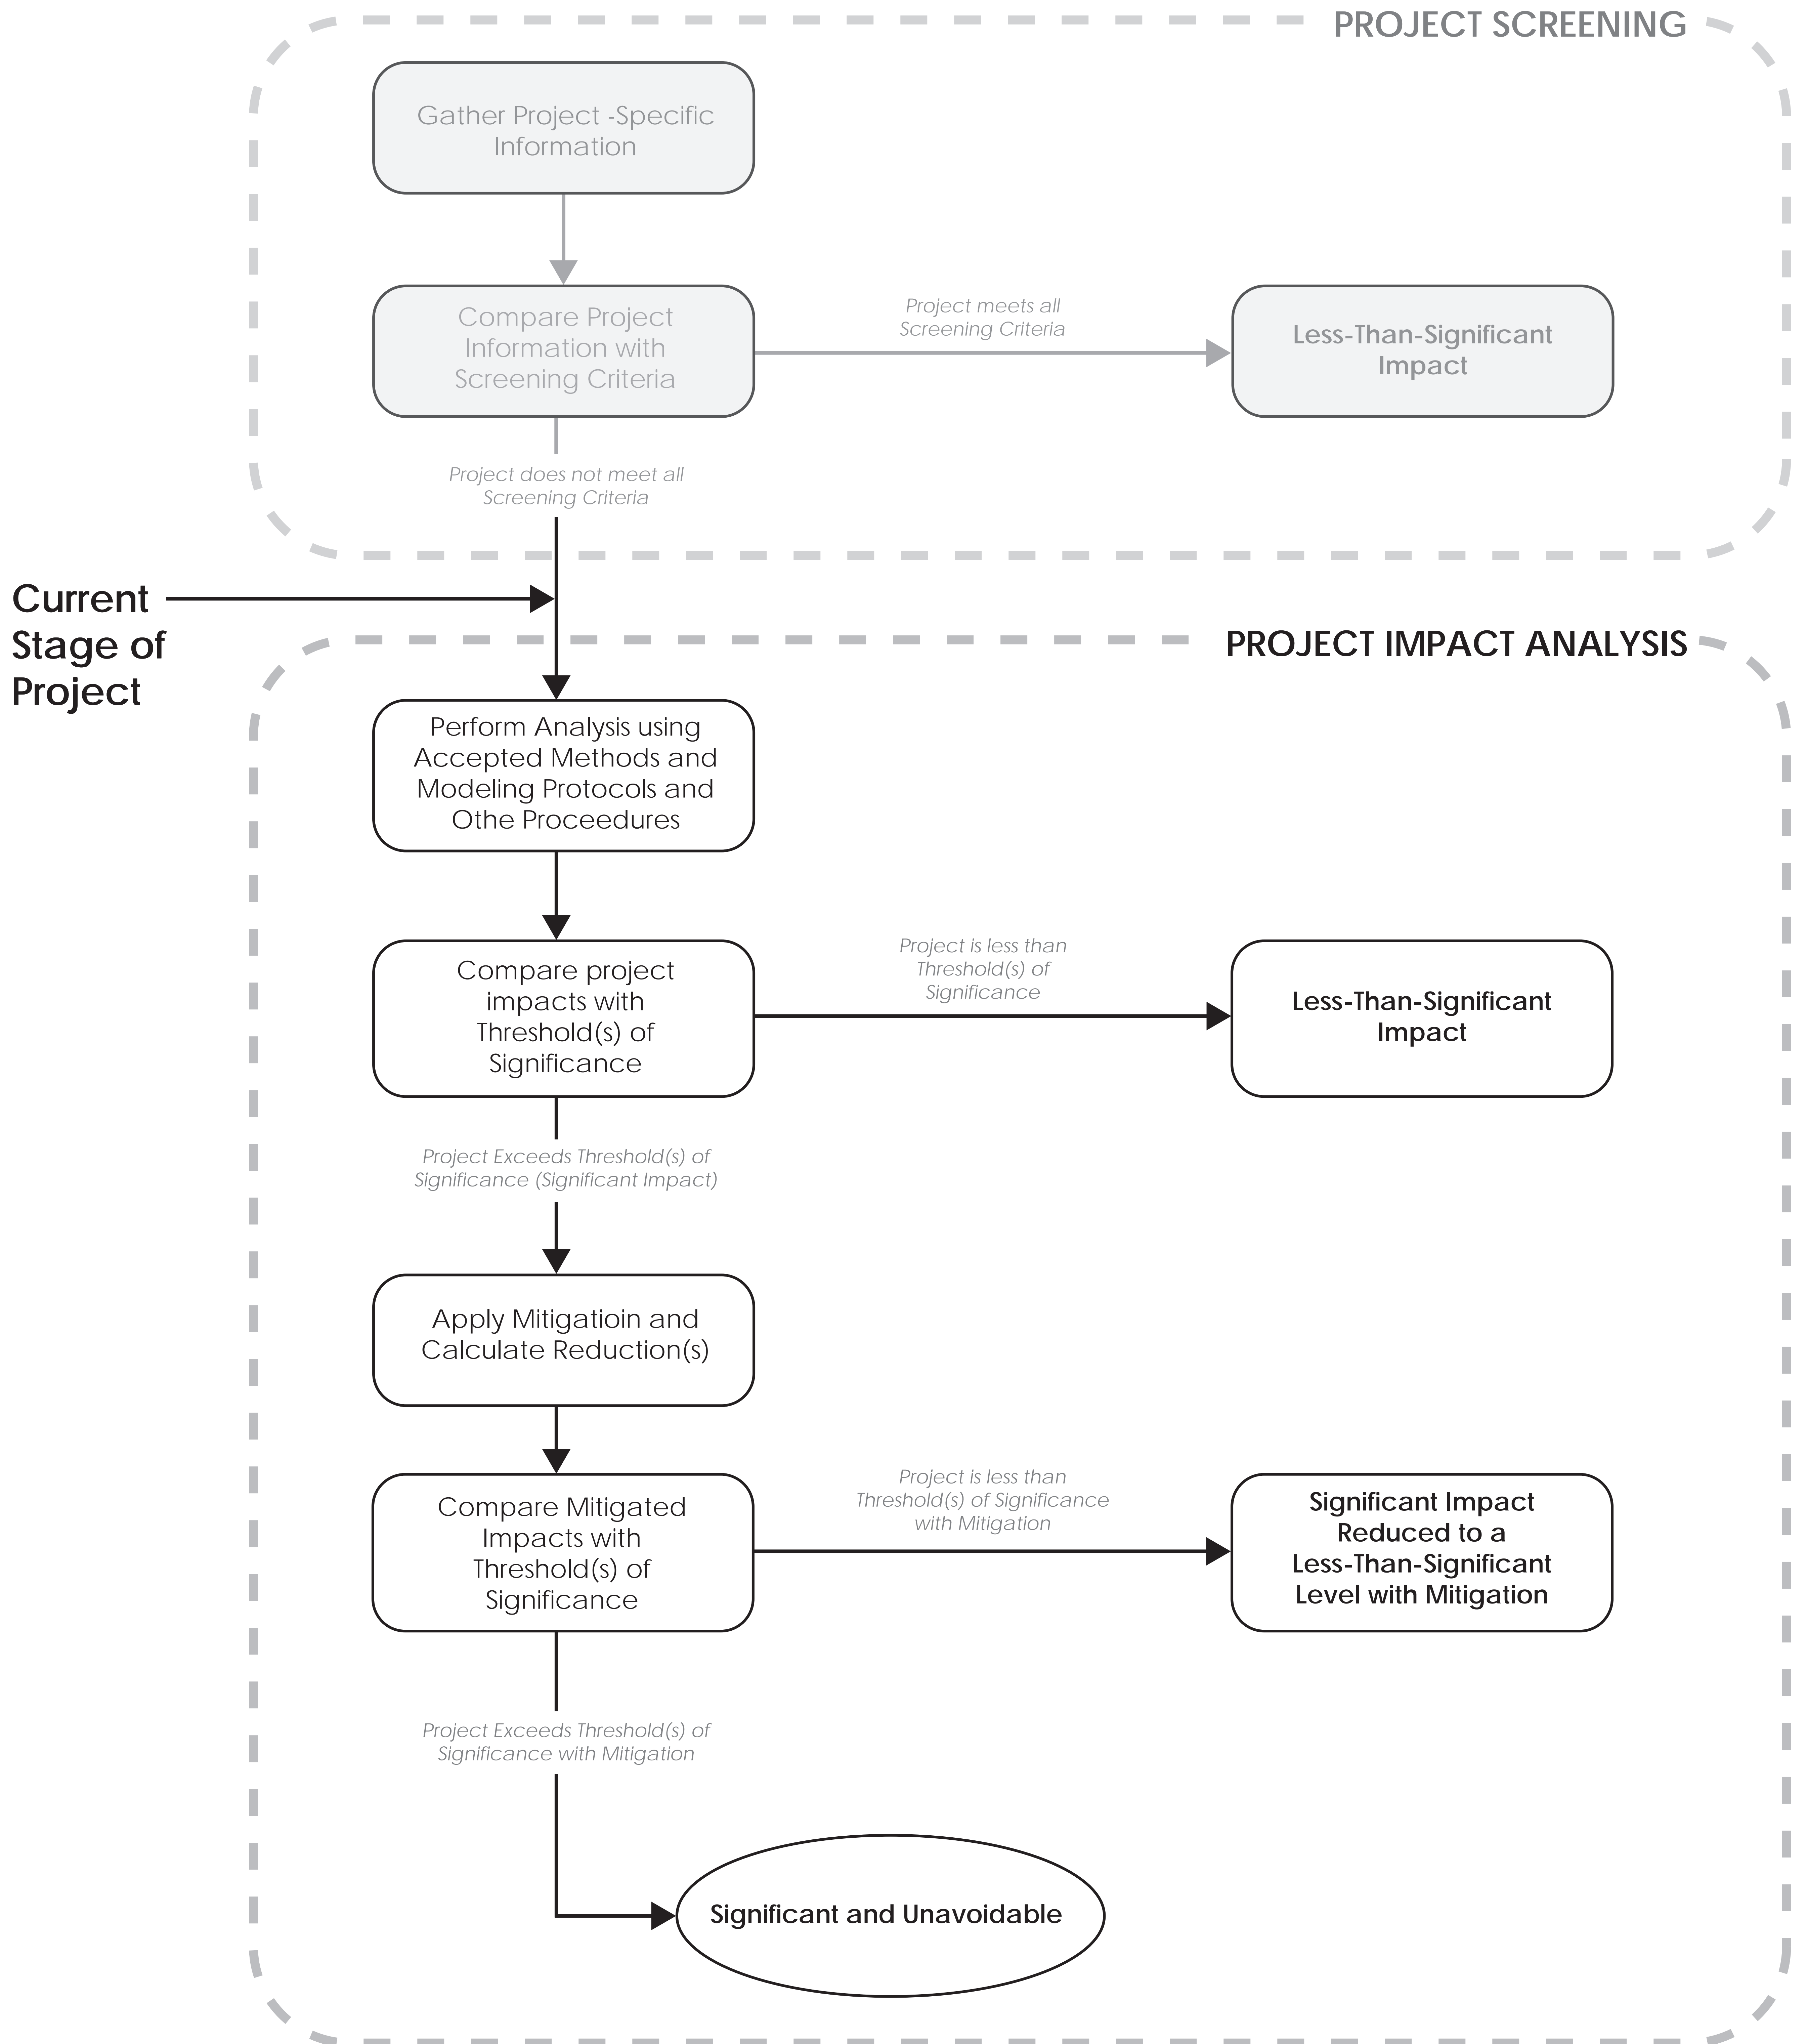 PROJECT SCREENING
Gather Project -Specific
Information
Compare Project
Information with
Screening Criteria
Project meets all
Screening Criteria
Less-Than-Significant
Impact
Project does not meet all
Screening Criteria
Current
Stage of
Project
PROJECT IMPACT ANALYSIS
Perform Analysis using
Accepted Methods and
Modeling Protocols and
Othe Proceedures
Compare project
impacts with
Threshold(s) of
Significance
Project is less than
Threshold(s) of
Significance
Less-Than-Significant
Impact
Project Exceeds Threshold(s) of
Significance (Significant Impact)
Apply Mitigatioin and
Calculate Reduction(s)
Compare Mitigated
Impacts with
Threshold(s) of
Significance
Project is less than
Threshold(s) of Significance
with Mitigation
Significant Impact
Reduced to a
Less-Than-Significant
Level with Mitigation
Project Exceeds Threshold(s) of
Significance with Mitigation
Significant and Unavoidable